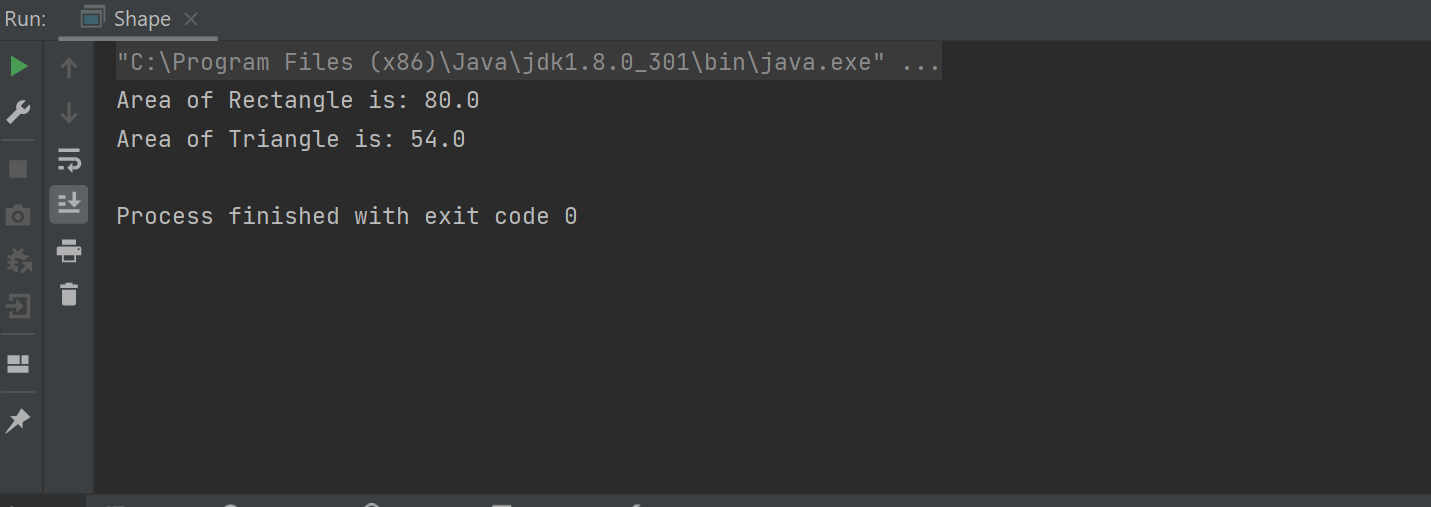 Run: Shape
"C:\Program Files (x86)\Java\jdk1.8.0_301\bin\java.exe" ...
Area of Rectangle is: 80.0
Area of Triangle is: 54.0
Process finished with exit code 0